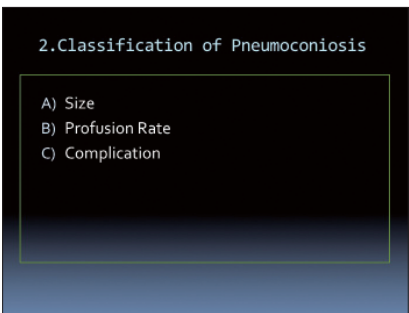 2.Classification of Pneumoconiosis
A) Size
B) Profusion Rate
C) Complication